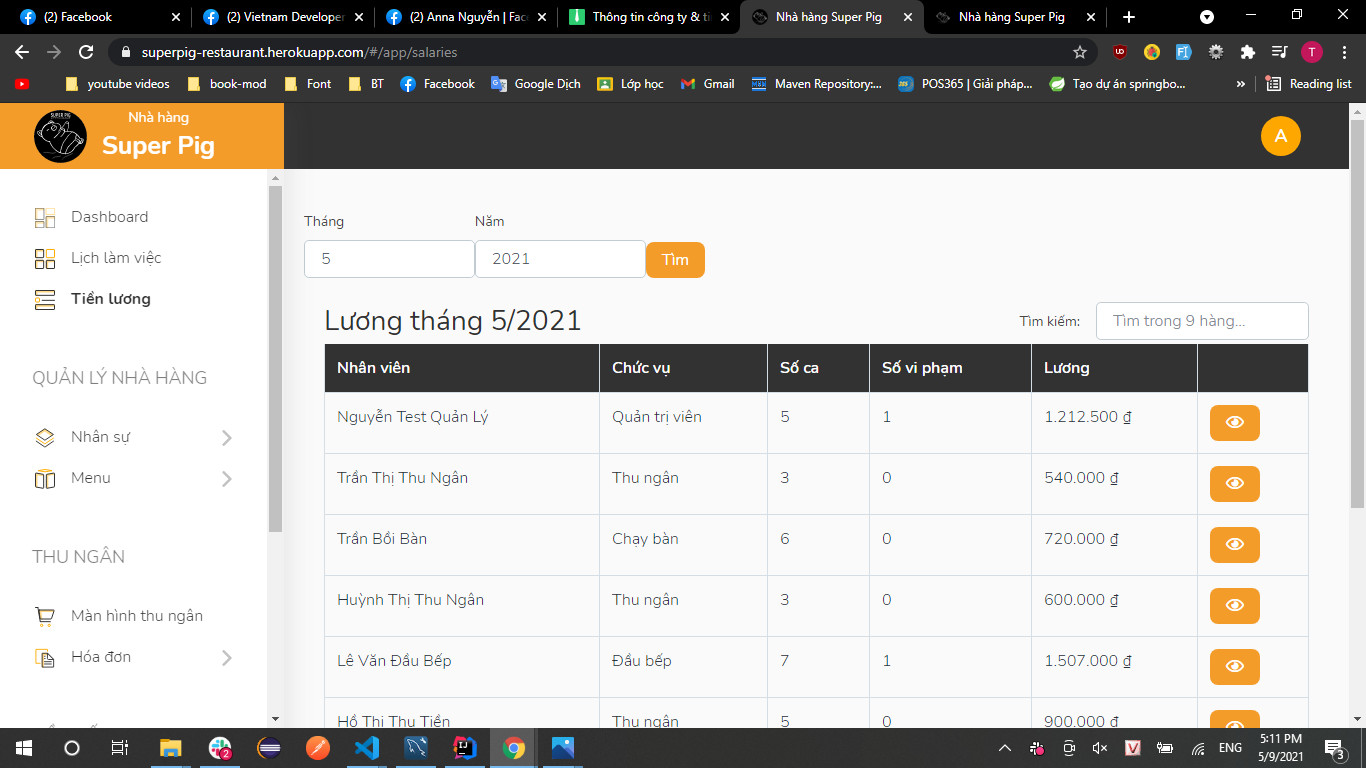 (2) Facebook
(2) Vietnam Developer
(2) Anna Nguyễn | Fac
Thông tin công ty & ti
Nhà hàng Super Pig
Nhà hàng Super Pig
superpig-restaurant.herokuapp.com/#/app/salaries
T
youtube videos
book-mod
Font
BT
Facebook
Google Dịch
Lớp học
Gmail
Maven Repository:...
POS365 | Giải pháp...
Tạo dự án springbo...
»
Reading list
Nhà hàng
Super Pig
A
Dashboard
Lịch làm việc
Tiền lương
QUẢN LÝ NHÀ HÀNG
Nhân sự
Menu
THU NGÂN
Màn hình thu ngân
Hóa đơn
Tháng
Năm
5
2021
Tìm
Lương tháng 5/2021
Tìm kiếm:
Tìm trong 9 hàng...
Nhân viên
Chức vụ
Số ca
Số vi phạm
Lương
Nguyễn Test Quản Lý
Quản trị viên
5
1
1.212.500 ₫
Trần Thị Thu Ngân
Thu ngân
3
0
540.000 ₫
Trần Bồi Bàn
Chạy bàn
6
0
720.000 ₫
Huỳnh Thị Thu Ngân
Thu ngân
3
0
600.000 ₫
Lê Văn Đầu Bếp
Đầu bếp
7
1
1.507.000 ₫
Hồ Thị Thu Tiền
Thu ngân
5
0
900.000 ₫
ENG
5:11 PM
5/9/2021
3